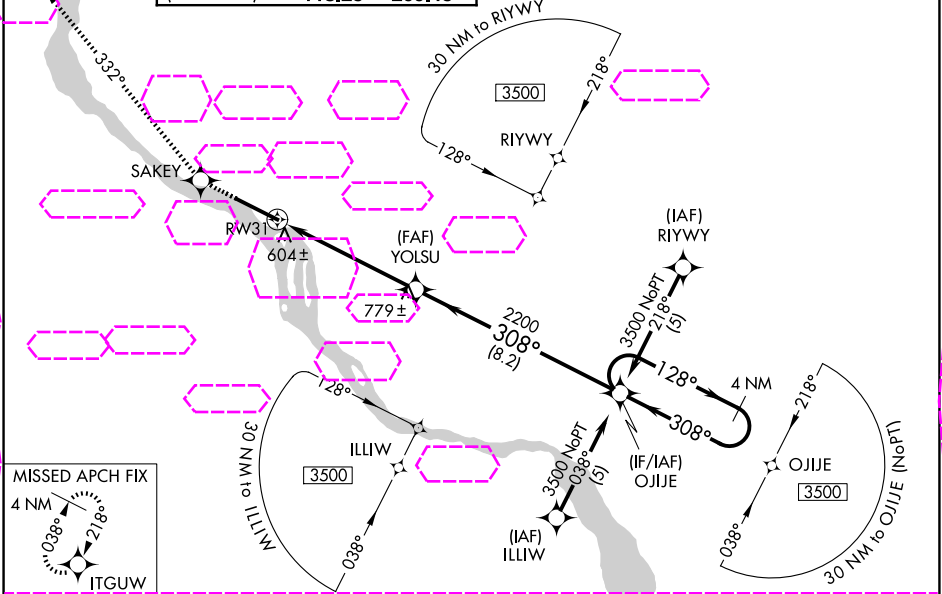 30 NM to RIYWY
3500
218°
RIYWY
128°
332°
SAKEY
RW31
604±
(FAF)
YOLSU
779±
(IAF)
RIYWY
3500 NoPT
218°
(5)
2200
308°
(8.2)
128°
4 NM
308°
(IF/IAF)
OJIJE
3500 NoPT
038°
(5)
(IAF)
ILLIW
128°
ILLIW
3500
30 NM to ILLIW
038°
218°
OJIJE
3500
038°
30 NM to OJIJE (NoPT)
MISSED APCH FIX
4 NM
038°
218°
ITGUW